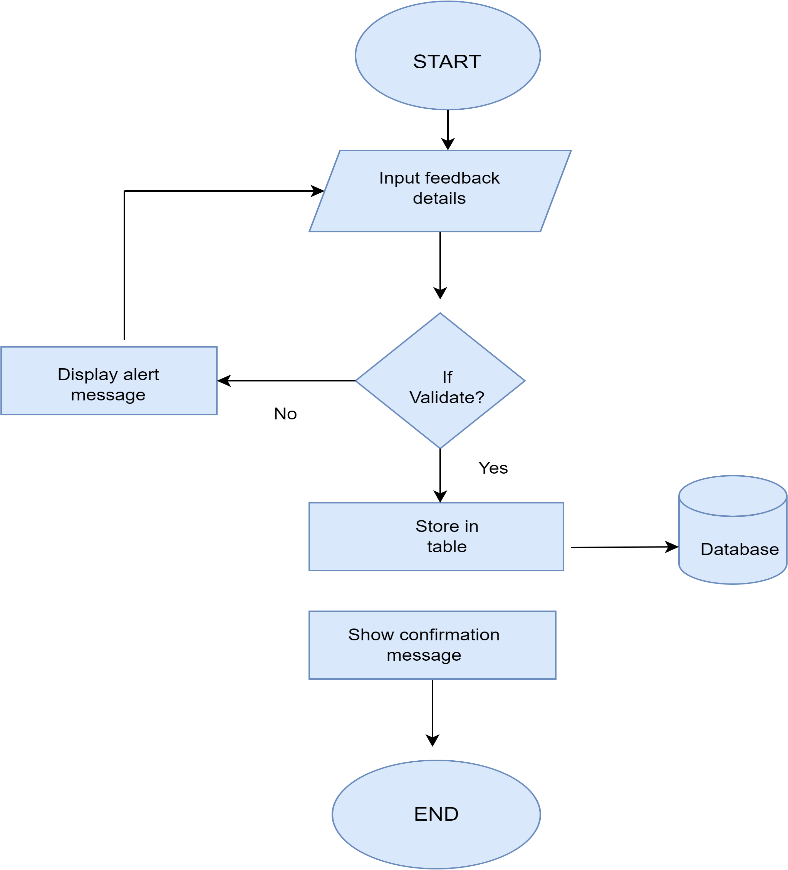 START
Input feedback
details
If
Validate?
Display alert
message
No
Yes
Store in
table
Database
Show confirmation
message
END